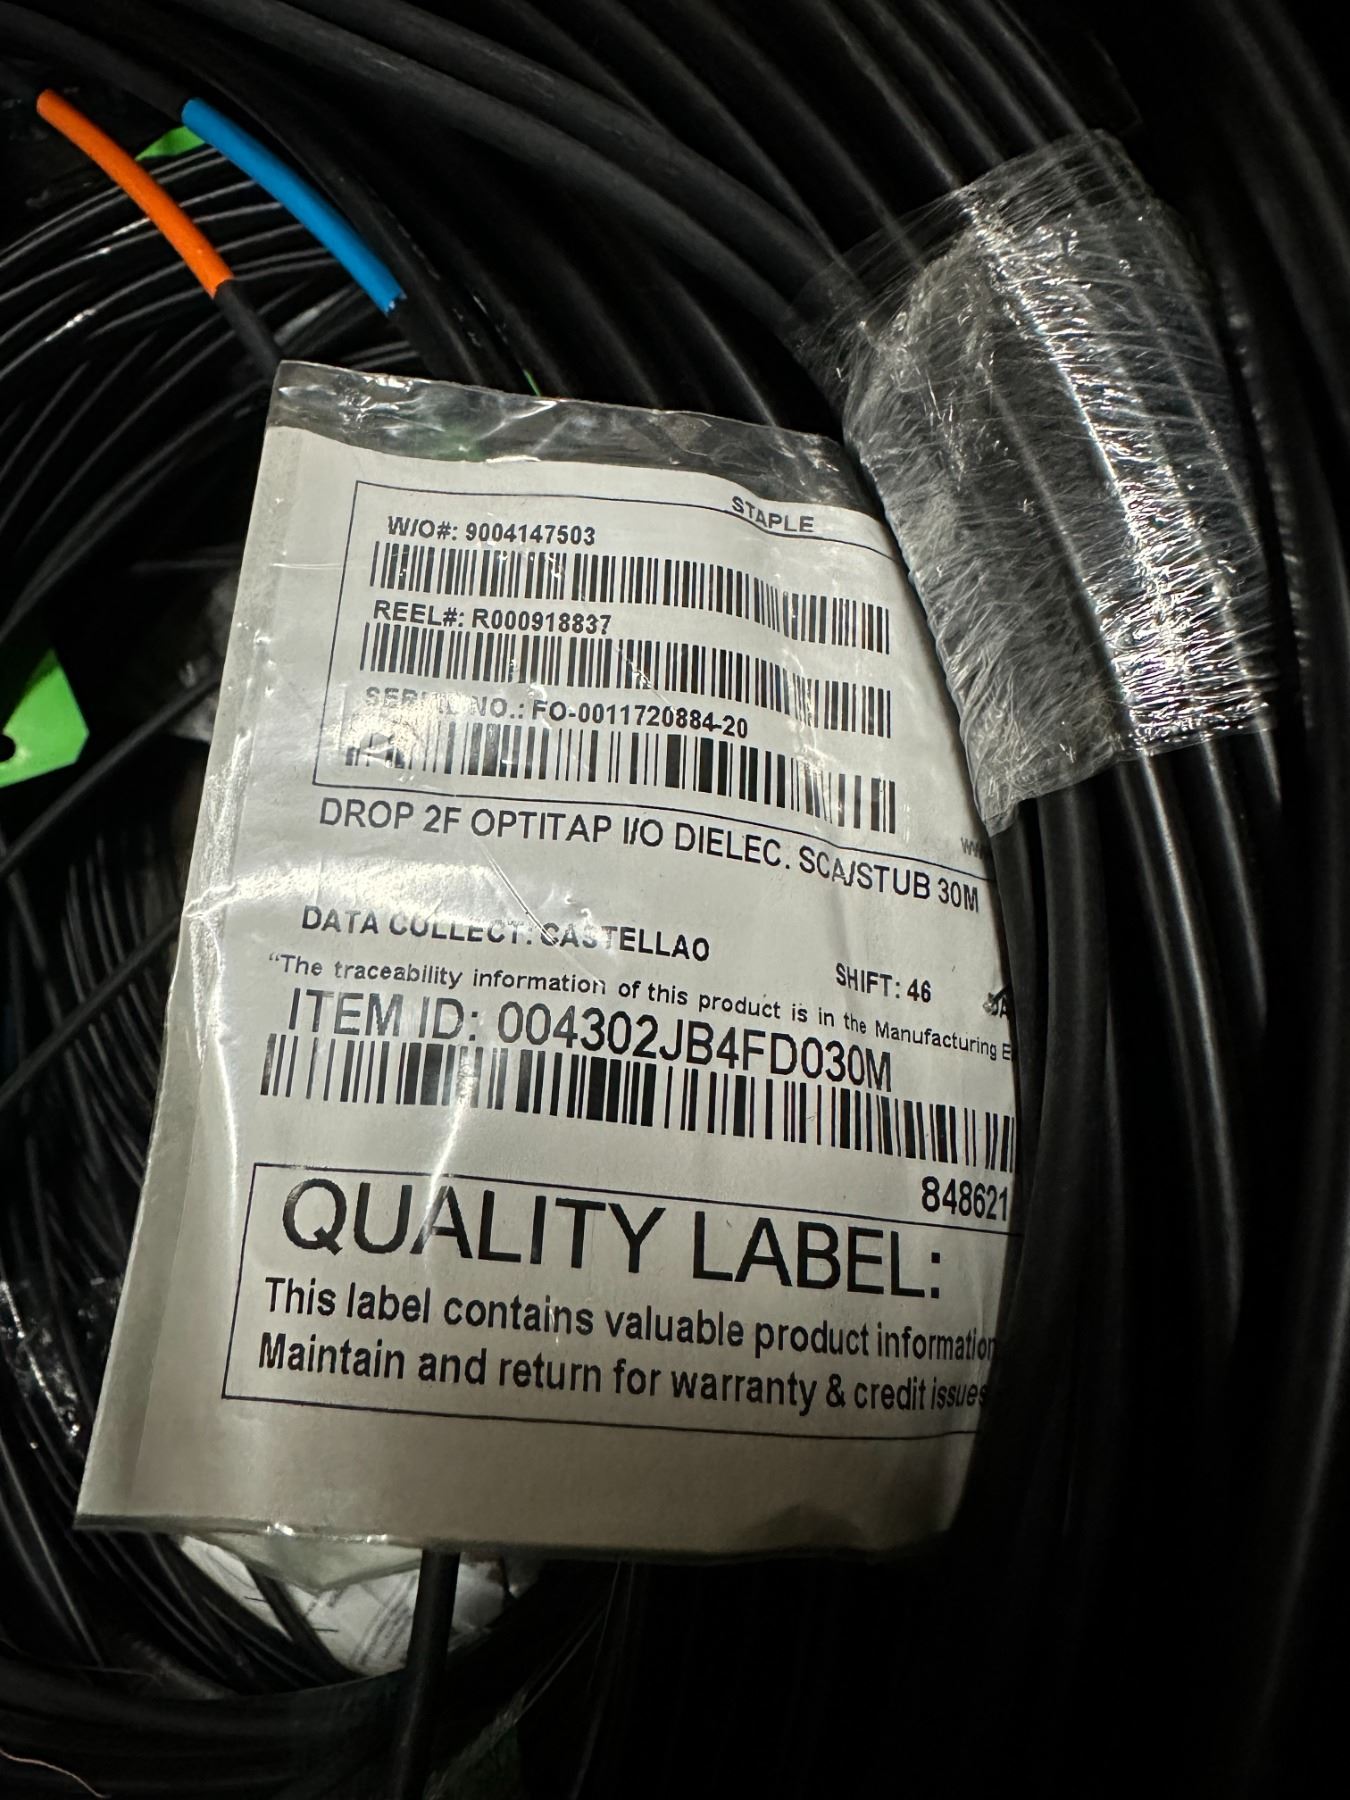 STAPLE
W/O#: 9004147503
REEL#: R000918837
SERIAL NO.: FO-0011720884-20
DROP 2F OPTITAP I/O DIELEC. SCA/STUB 30M
DATA COLLECT: CASTELLAO
SHIFT: 46
“The traceability information of this product is in the Manufacturing
ITEM ID: 004302JB4FD030M
848621
QUALITY LABEL:
This label contains valuable product information
Maintain and return for warranty & credit issues